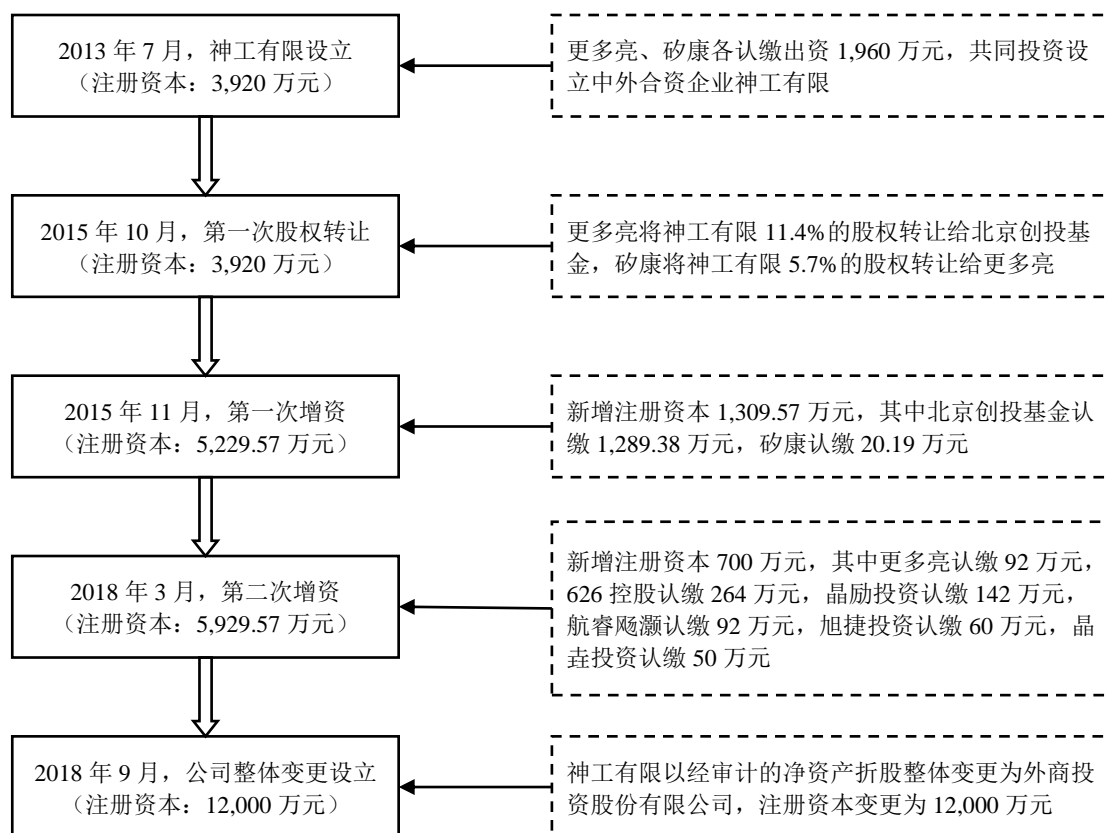 2013 年 7 月，神工有限设立
（注册资本：3,920 万元）
更多亮、矽康各认缴出资 1,960 万元，共同投资设
立中外合资企业神工有限
2015 年 10 月，第一次股权转让
（注册资本：3,920 万元）
更多亮将神工有限 11.4%的股权转让给北京创投基
金，矽康将神工有限 5.7%的股权转让给更多亮
2015 年 11 月，第一次增资
（注册资本：5,229.57 万元）
新增注册资本 1,309.57 万元，其中北京创投基金认
缴 1,289.38 万元，矽康认缴 20.19 万元
2018 年 3 月，第二次增资
（注册资本：5,929.57 万元）
新增注册资本 700 万元，其中更多亮认缴 92 万元，
626 控股认缴 264 万元，晶励投资认缴 142 万元，
航睿飏灏认缴 92 万元，旭捷投资认缴 60 万元，晶
垚投资认缴 50 万元
2018 年 9 月，公司整体变更设立
（注册资本：12,000 万元）
神工有限以经审计的净资产折股整体变更为外商投
资股份有限公司，注册资本变更为 12,000 万元